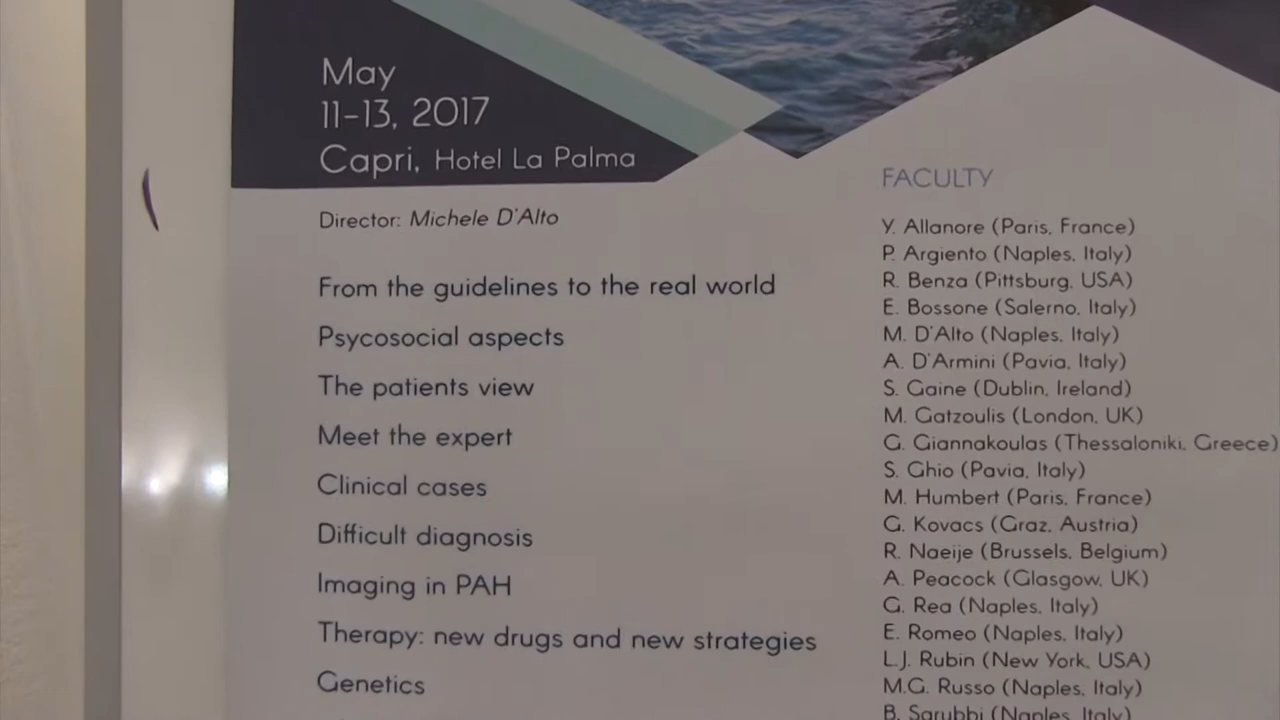 May
11-13, 2017
Capri, Hotel La Palma
Director: Michele D'Alto
From the guidelines to the real world
Psycosocial aspects
The patients view
Meet the expert
Clinical cases
Difficult diagnosis
Imaging in PAH
Therapy: new drugs and new strategies
Genetics
FACULTY
Y. Allanore (Paris, France)
P. Argiento (Naples, Italy)
R. Benza (Pittsburg, USA)
E. Bossone (Salerno, Italy)
M. D'Alto (Naples, Italy)
A. D'Armini (Pavia, Italy)
S. Gaine (Dublin, Ireland)
M. Gatzoulis (London, UK)
G. Giannakoulas (Thessaloniki, Greece)
S. Ghio (Pavia, Italy)
M. Humbert (Paris, France)
G. Kovacs (Graz, Austria)
R. Naeije (Brussels, Belgium)
A. Peacock (Glasgow, UK)
G. Rea (Naples, Italy)
E. Romeo (Naples, Italy)
L.J. Rubin (New York, USA)
M.G. Russo (Naples, Italy)
B. Sarubbi (Naples, Italy)